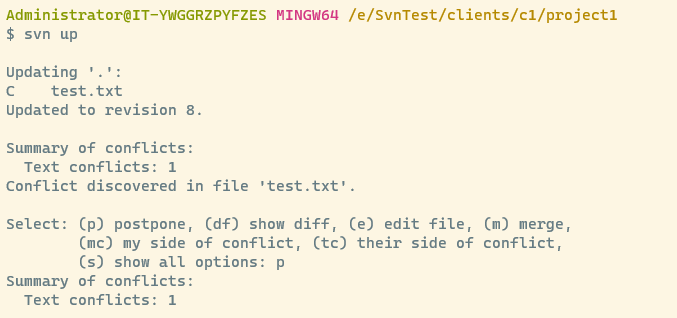 Administrator@IT-YWGGRZPYFZES MINGW64 /e/SvnTest/clients/c1/project1
$ svn up
Updating '.':
C    test.txt
Updated to revision 8.
Summary of conflicts:
  Text conflicts: 1
Conflict discovered in file 'test.txt'.
Select: (p) postpone, (df) show diff, (e) edit file, (m) merge,
        (mc) my side of conflict, (tc) their side of conflict,
        (s) show all options: p
Summary of conflicts:
  Text conflicts: 1